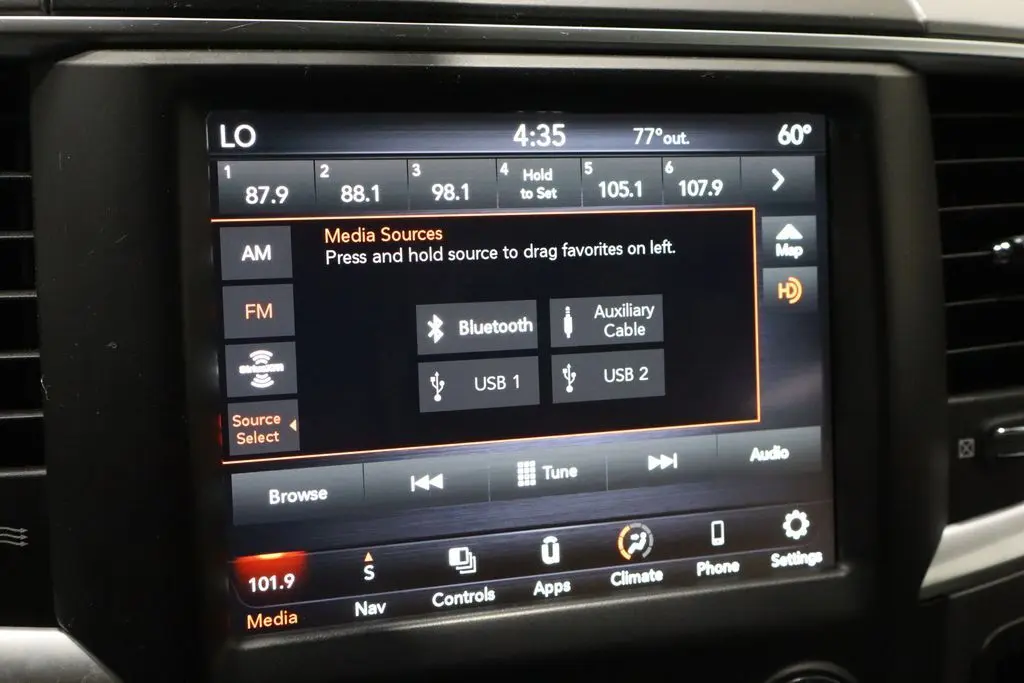 LO 4:35 77°out. 60°
1 87.9 2 88.1 3 98.1 4 Hold to Set 5 105.1 6 107.9
Media Sources
Press and hold source to drag favorites on left.
AM
FM
SiriusXM
Source
Select
Bluetooth
Auxiliary
Cable
USB 1
USB 2
Map
HD
Browse
Tune
Audio
101.9
Media
S
Nav
Controls
Apps
Climate
Phone
Settings